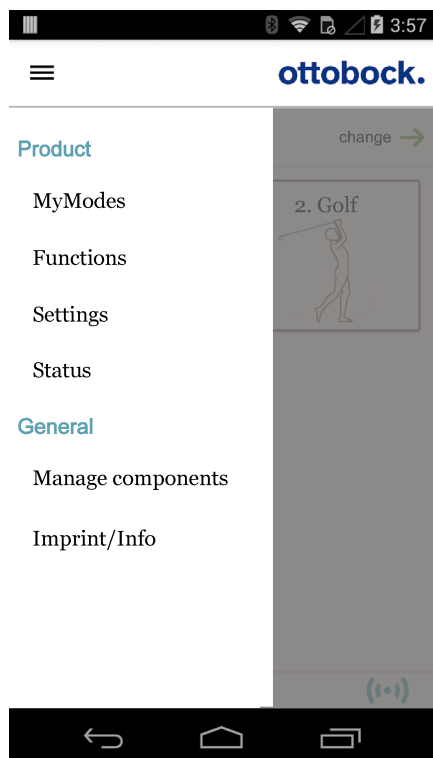 3:57
ottobock.
Product
change
MyModes
2. Golf
Functions
Settings
Status
General
Manage components
Imprint/Info